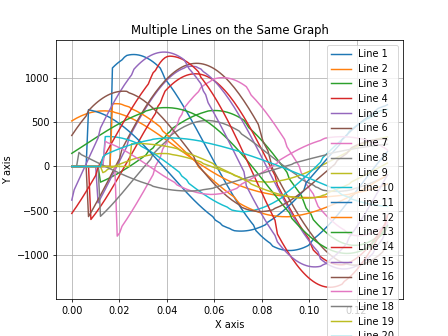 Multiple Lines on the Same Graph
1000
500
0
−500
−1000
Y axis
0.00
0.02
0.04
0.06
0.08
0.10
X axis
Line 1
Line 2
Line 3
Line 4
Line 5
Line 6
Line 7
Line 8
Line 9
Line 10
Line 11
Line 12
Line 13
Line 14
Line 15
Line 16
Line 17
Line 18
Line 19
Line 20